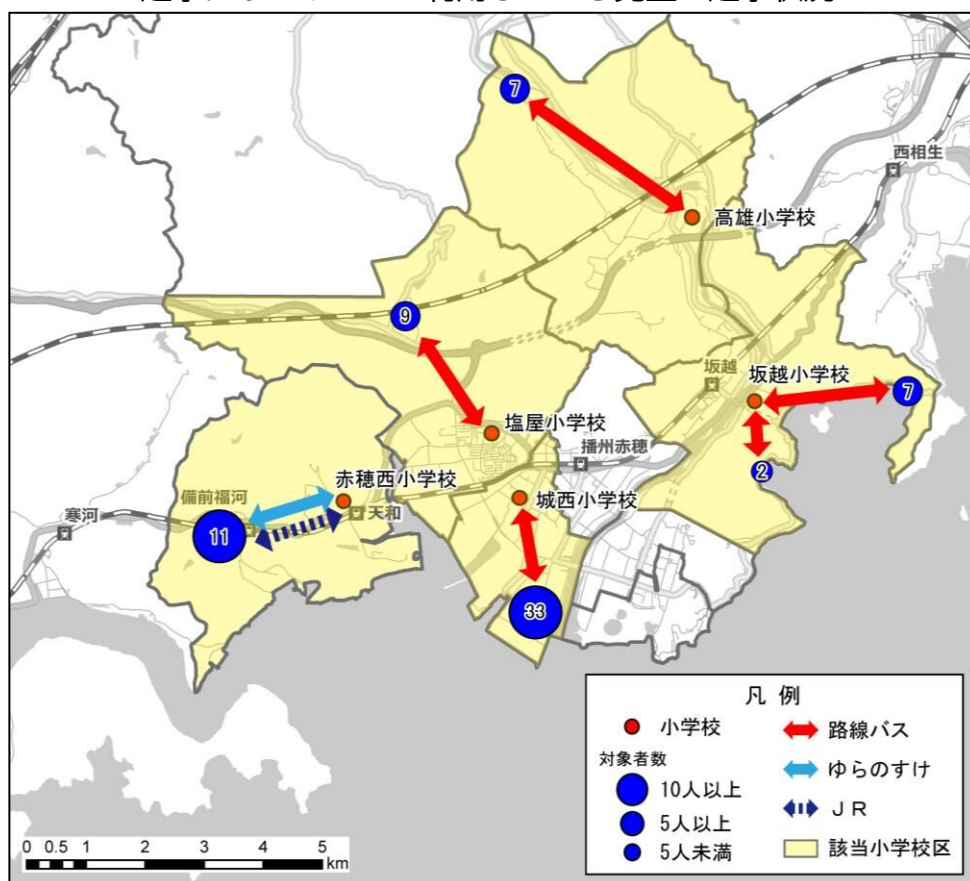 7
西相生
高雄小学校
9
坂越
坂越小学校
7
塩屋小学校
播州赤穂
2
赤穂西小学校
備前福河
天和
城西小学校
寒河
11
33
凡 例
小学校
対象者数
10人以上
5人以上
5人未満
路線バス
ゆらのすけ
ＪＲ
該当小学校区
0 0.5 1 2 3 4 5
km